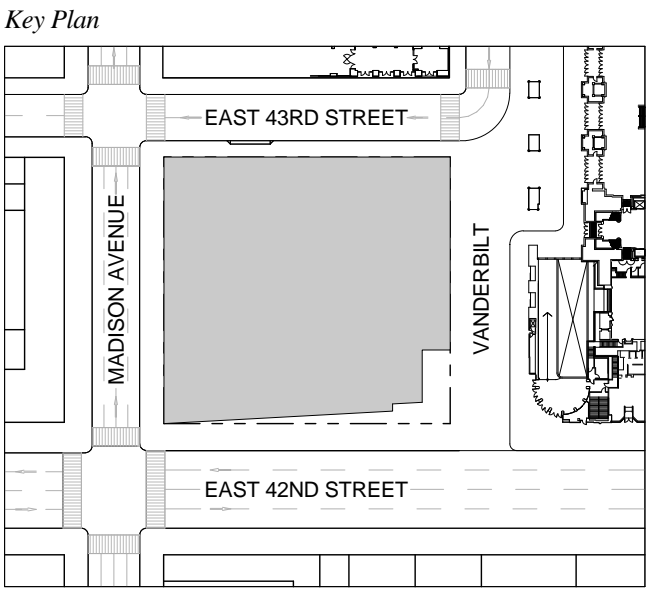 Key Plan
EAST 43RD STREET
MADISON AVENUE
VANDERBILT
EAST 42ND STREET